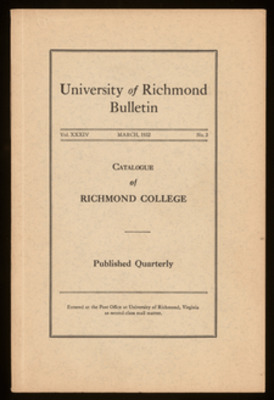 University of Richmond
Bulletin
Vol. XXXIV MARCH, 1932 No. 3
CATALOGUE
of
RICHMOND COLLEGE
Published Quarterly
Entered at the Post Office at University of Richmond, Virginia
as second class mail matter.